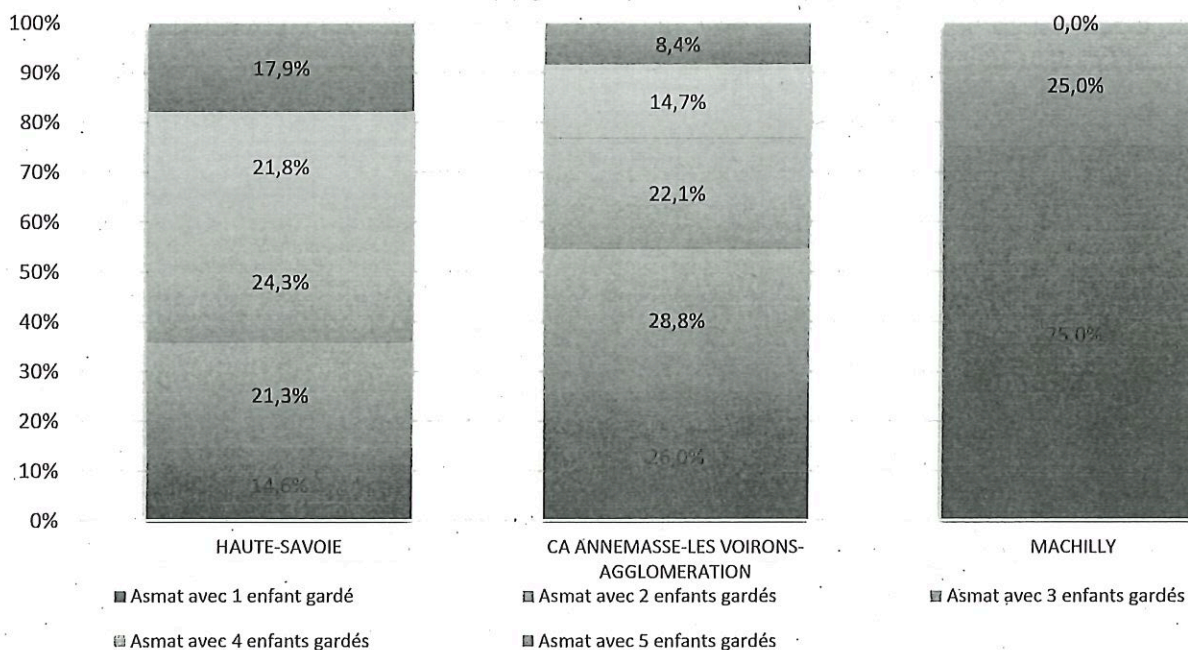 100%
90%
80%
70%
60%
50%
40%
30%
20%
10%
0%
17,9%
21,8%
24,3%
21,3%
14,6%
8,4%
14,7%
22,1%
28,8%
26,0%
0,0%
25,0%
75,0%
HAUTE-SAVOIE
CA ANNEMASSE-LES VOIRONS-
AGGLOMERATION
MACHILLY
Asmat avec 1 enfant gardé
Asmat avec 2 enfants gardés
Asmat avec 3 enfants gardés
Asmat avec 4 enfants gardés
Asmat avec 5 enfants gardés